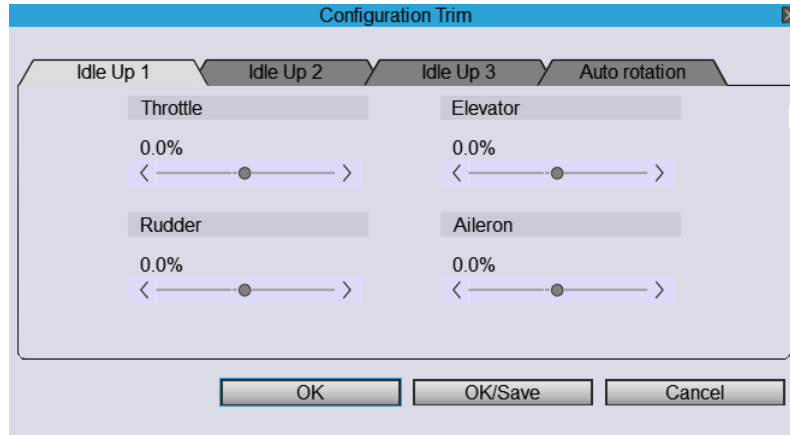 Configuration Trim
Idle Up 1 Idle Up 2 Idle Up 3 Auto rotation
Throttle Elevator
0.0% 0.0%
Rudder Aileron
0.0% 0.0%
OK OK/Save Cancel